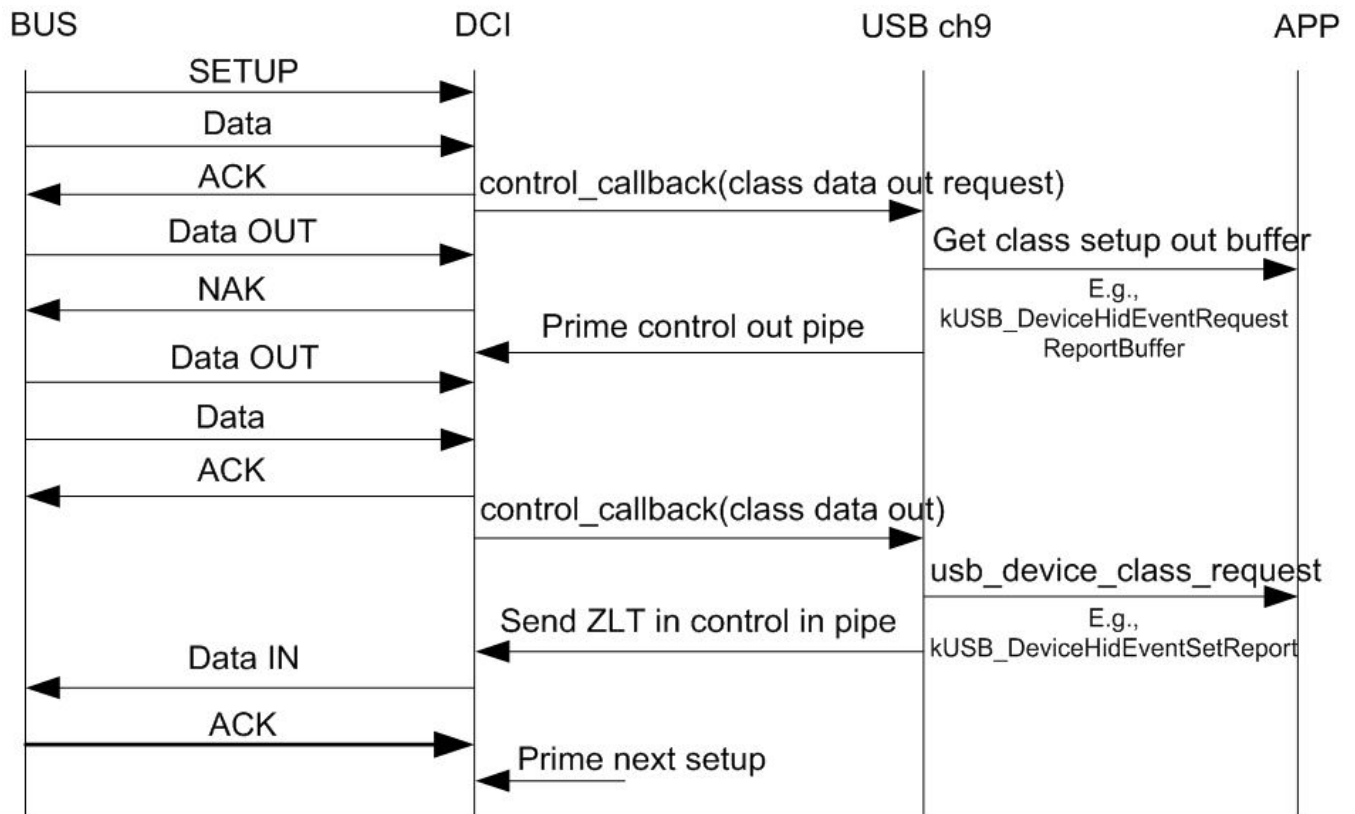 BUS DCI USB ch9 APP
SETUP
Data
ACK
control_callback(class data out request)
Data OUT
Get class setup out buffer
NAK
E.g.,
kUSB_DeviceHidEventRequest
ReportBuffer
Prime control out pipe
Data OUT
Data
ACK
control_callback(class data out)
usb_device_class_request
E.g.,
kUSB_DeviceHidEventSetReport
Send ZLT in control in pipe
Data IN
ACK
Prime next setup